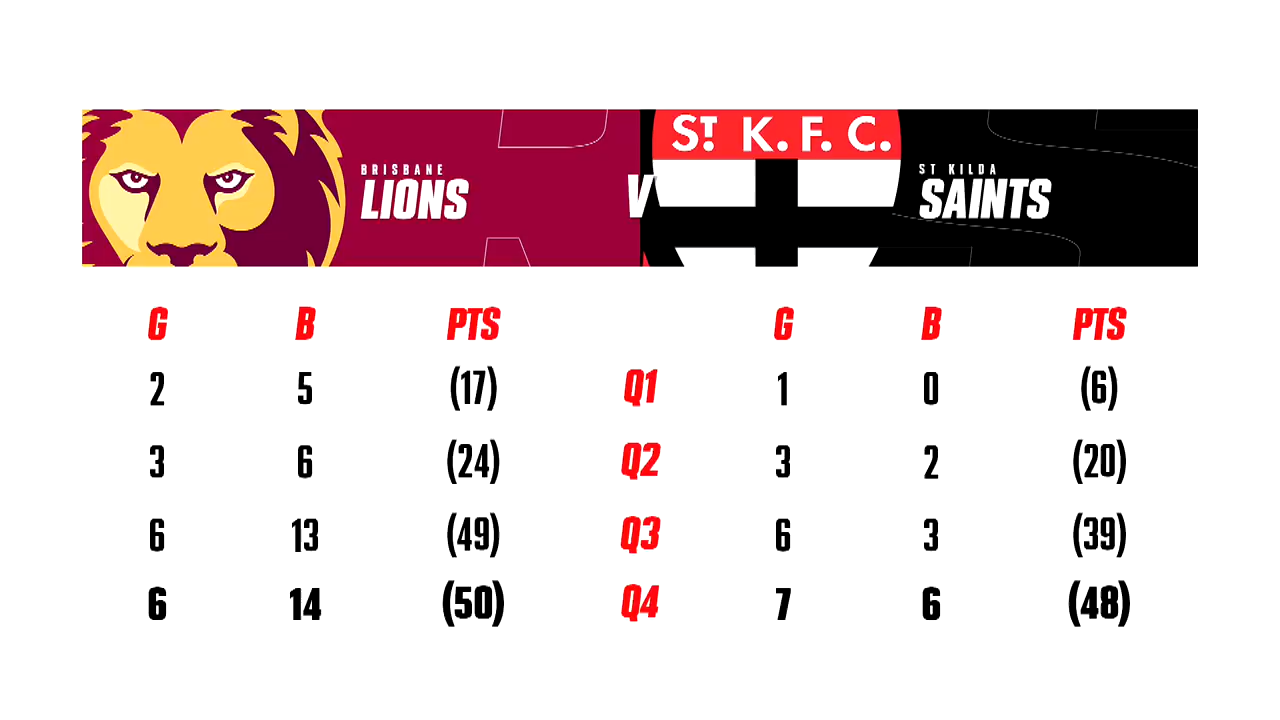 ST. K. F. C.
BRISBANE
LIONS
V
ST KILDA
SAINTS
G B PTS G B PTS
2 5 (17) Q1 1 0 (6)
3 6 (24) Q2 3 2 (20)
6 13 (49) Q3 6 3 (39)
6 14 (50) Q4 7 6 (48)